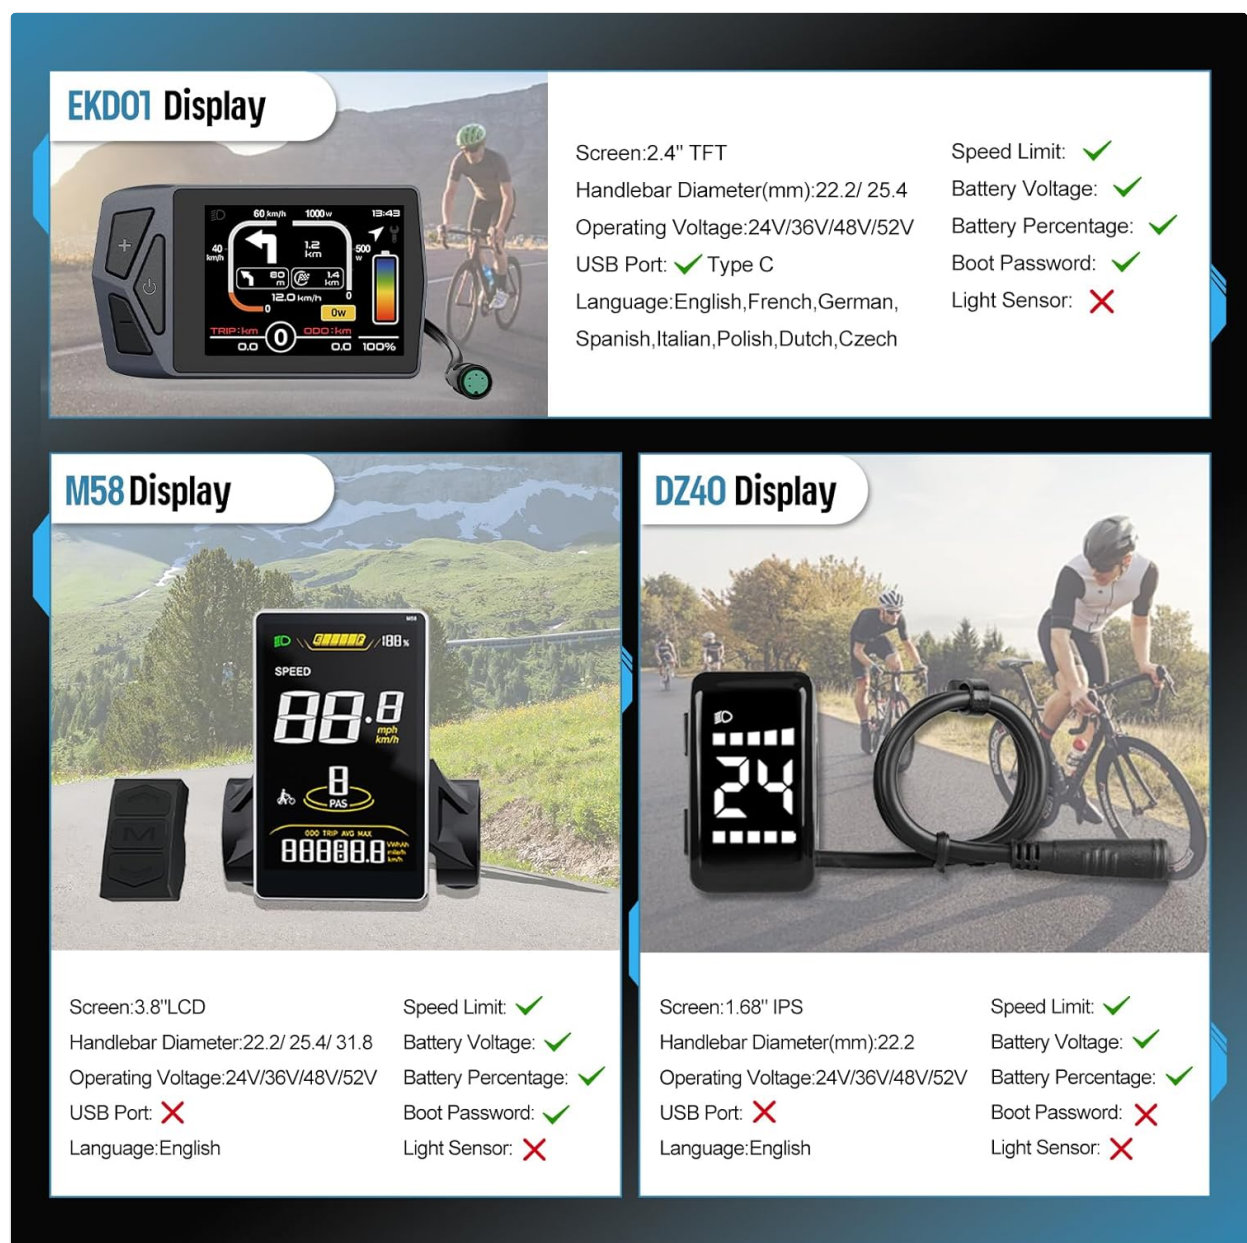 EKD01 Display
60 km/h 1000w 13:43
40 km/h
1.2 km
500 w
80 m
1.4 km
12.0 km/h
0
0
0w
TRIP:km
ODO:km
0
0.0
0.0
100%
Screen:2.4" TFT
Handlebar Diameter(mm):22.2/ 25.4
Operating Voltage:24V/36V/48V/52V
USB Port: ✓ Type C
Language:English,French,German,
Spanish,Italian,Polish,Dutch,Czech
Speed Limit: ✓
Battery Voltage: ✓
Battery Percentage: ✓
Boot Password: ✓
Light Sensor: ✗
M58 Display
M58
E F 188%
SPEED
88.8
mph
km/h
8
PAS
ODO TRIP AVG MAX
88888.8
M
Screen:3.8"LCD
Handlebar Diameter:22.2/ 25.4/ 31.8
Operating Voltage:24V/36V/48V/52V
USB Port: ✗
Language:English
Speed Limit: ✓
Battery Voltage: ✓
Battery Percentage: ✓
Boot Password: ✓
Light Sensor: ✗
DZ40 Display
24
Screen:1.68" IPS
Handlebar Diameter(mm):22.2
Operating Voltage:24V/36V/48V/52V
USB Port: ✗
Language:English
Speed Limit: ✓
Battery Voltage: ✓
Battery Percentage: ✓
Boot Password: ✗
Light Sensor: ✗